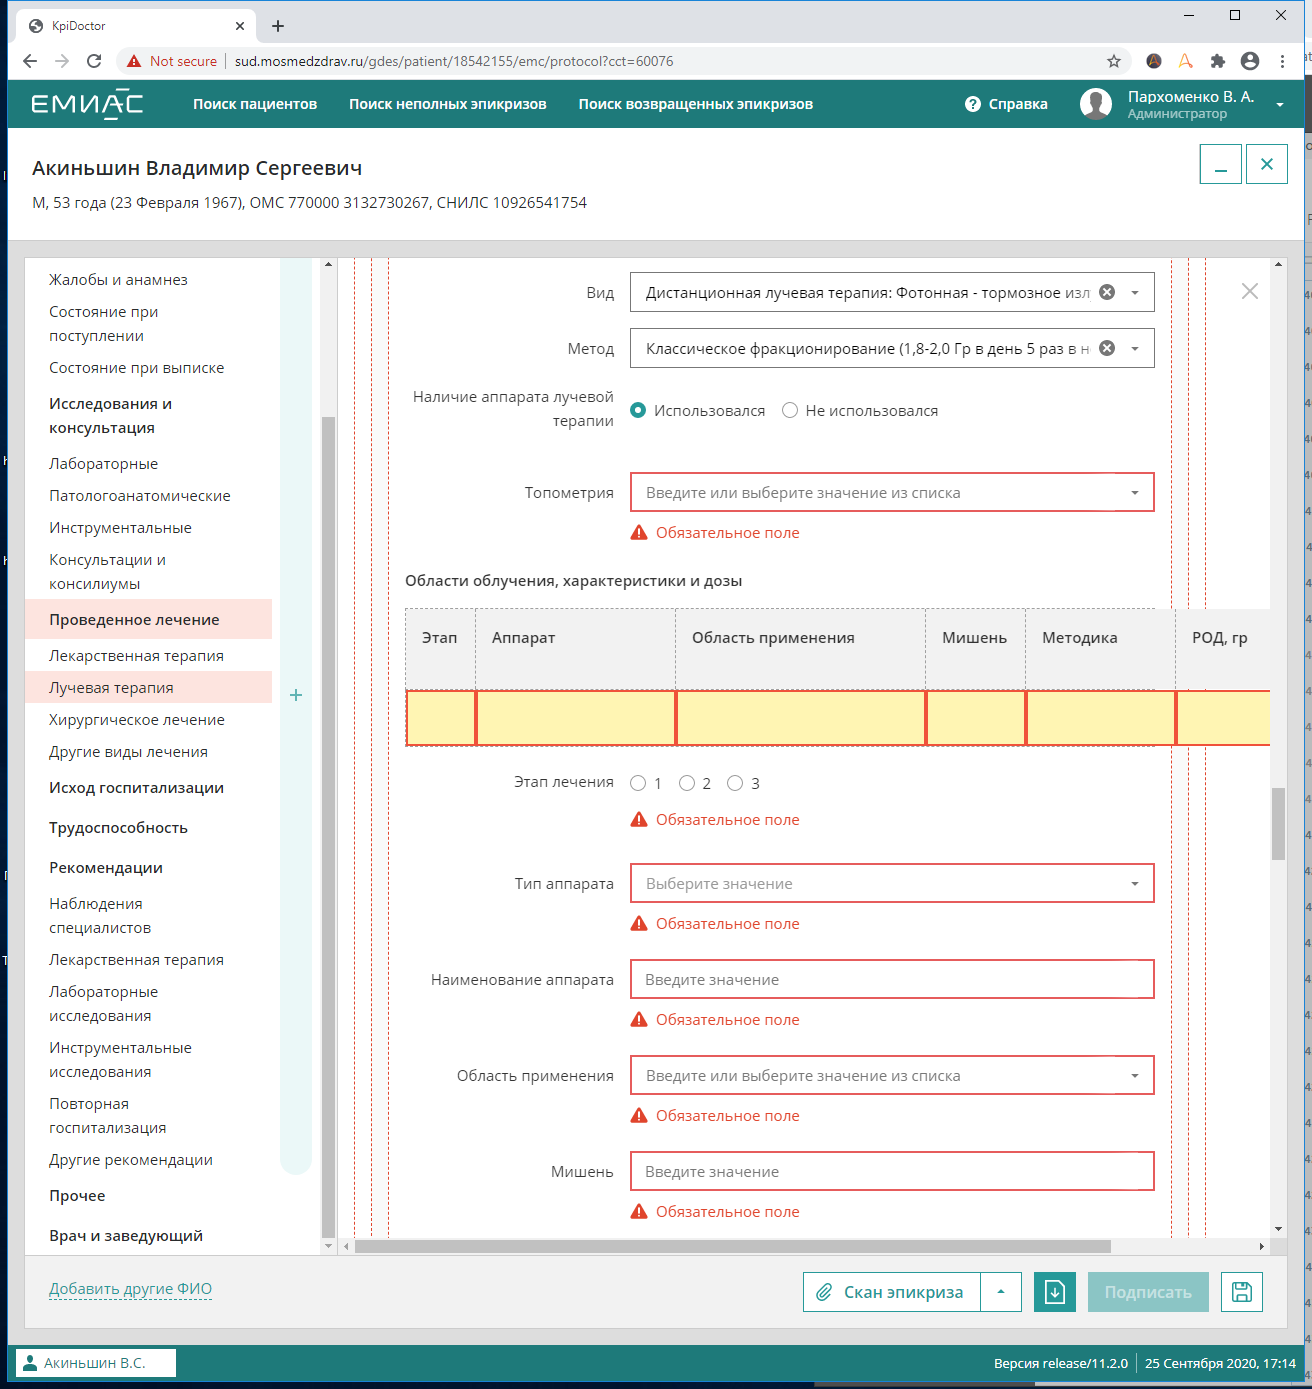 KpiDoctor
Not secure
sud.mosmedzdrav.ru/gdes/patient/18542155/emc/protocol?cct=60076
ЕМИАС
Поиск пациентов
Поиск неполных эпикризов
Поиск возвращенных эпикризов
Справка
Пархоменко В. А.
Администратор
Акиньшин Владимир Сергеевич
М, 53 года (23 Февраля 1967), ОМС 770000 3132730267, СНИЛС 10926541754
Жалобы и анамнез
Состояние при
поступлении
Состояние при выписке
Исследования и
консультация
Лабораторные
Патологоанатомические
Инструментальные
Консультации и
консилиумы
Проведенное лечение
Лекарственная терапия
Лучевая терапия
Хирургическое лечение
Другие виды лечения
Исход госпитализации
Трудоспособность
Рекомендации
Наблюдения
специалистов
Лекарственная терапия
Лабораторные
исследования
Инструментальные
исследования
Повторная
госпитализация
Другие рекомендации
Прочее
Врач и заведующий
Вид
Дистанционная лучевая терапия: Фотонная - тормозное изл
Метод
Классическое фракционирование (1,8-2,0 Гр в день 5 раз в н
Наличие аппарата лучевой
терапии
Использовался
Не использовался
Топометрия
Введите или выберите значение из списка
Обязательное поле
Области облучения, характеристики и дозы
Этап
Аппарат
Область применения
Мишень
Методика
РОД, гр
Этап лечения
1
2
3
Обязательное поле
Тип аппарата
Выберите значение
Обязательное поле
Наименование аппарата
Введите значение
Обязательное поле
Область применения
Введите или выберите значение из списка
Обязательное поле
Мишень
Введите значение
Обязательное поле
Добавить другие ФИО
Скан эпикриза
Подписать
Акиньшин В.С.
Версия release/11.2.0
25 Сентября 2020, 17:14